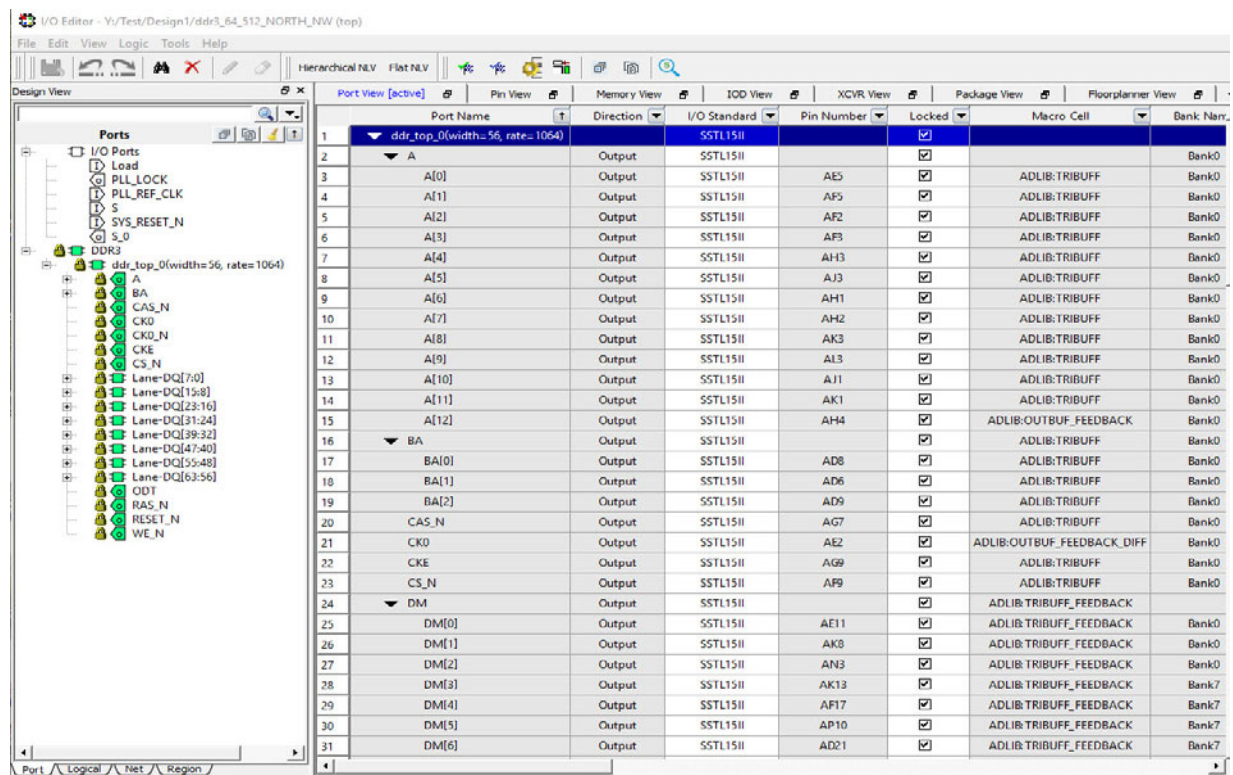 I/O Editor - Y:/Test/Design1/ddr3_64_512_NORTH_NW (top)
File Edit View Logic Tools Help
Hierarchical NLV Flat NLV
Design View
Port View [active] Pin View Memory View IOD View XCVR View Package View Floorplanner View
Ports
I/O Ports
Load
PLL_LOCK
PLL_REF_CLK
S
SYS_RESET_N
S_0
DDR3
ddr_top_0(width=56, rate=1064)
A
BA
CAS_N
CK0
CK0_N
CKE
CS_N
Lane-DQ[7:0]
Lane-DQ[15:8]
Lane-DQ[23:16]
Lane-DQ[31:24]
Lane-DQ[39:32]
Lane-DQ[47:40]
Lane-DQ[55:48]
Lane-DQ[63:56]
ODT
RAS_N
RESET_N
WE_N
Port Logical Net Region
Port Name Direction I/O Standard Pin Number Locked Macro Cell Bank Nam
1 ddr_top_0(width=56, rate=1064) SSTL15II
2 A Output SSTL15II Bank0
3 A[0] Output SSTL15II AE5 ADLIB:TRIBUFF Bank0
4 A[1] Output SSTL15II AF5 ADLIB:TRIBUFF Bank0
5 A[2] Output SSTL15II AF2 ADLIB:TRIBUFF Bank0
6 A[3] Output SSTL15II AF3 ADLIB:TRIBUFF Bank0
7 A[4] Output SSTL15II AH3 ADLIB:TRIBUFF Bank0
8 A[5] Output SSTL15II AJ3 ADLIB:TRIBUFF Bank0
9 A[6] Output SSTL15II AH1 ADLIB:TRIBUFF Bank0
10 A[7] Output SSTL15II AH2 ADLIB:TRIBUFF Bank0
11 A[8] Output SSTL15II AK3 ADLIB:TRIBUFF Bank0
12 A[9] Output SSTL15II AL3 ADLIB:TRIBUFF Bank0
13 A[10] Output SSTL15II AJ1 ADLIB:TRIBUFF Bank0
14 A[11] Output SSTL15II AK1 ADLIB:TRIBUFF Bank0
15 A[12] Output SSTL15II AH4 ADLIB:OUTBUF_FEEDBACK Bank0
16 BA Output SSTL15II ADLIB:TRIBUFF Bank0
17 BA[0] Output SSTL15II AD8 ADLIB:TRIBUFF Bank0
18 BA[1] Output SSTL15II AD6 ADLIB:TRIBUFF Bank0
19 BA[2] Output SSTL15II AD9 ADLIB:TRIBUFF Bank0
20 CAS_N Output SSTL15II AG7 ADLIB:TRIBUFF Bank0
21 CK0 Output SSTL15II AE2 ADLIB:OUTBUF_FEEDBACK_DIFF Bank0
22 CKE Output SSTL15II AG9 ADLIB:TRIBUFF Bank0
23 CS_N Output SSTL15II AF9 ADLIB:TRIBUFF Bank0
24 DM Output SSTL15II ADLIB:TRIBUFF_FEEDBACK
25 DM[0] Output SSTL15II AE11 ADLIB:TRIBUFF_FEEDBACK Bank0
26 DM[1] Output SSTL15II AK8 ADLIB:TRIBUFF_FEEDBACK Bank0
27 DM[2] Output SSTL15II AN3 ADLIB:TRIBUFF_FEEDBACK Bank0
28 DM[3] Output SSTL15II AK13 ADLIB:TRIBUFF_FEEDBACK Bank7
29 DM[4] Output SSTL15II AF17 ADLIB:TRIBUFF_FEEDBACK Bank7
30 DM[5] Output SSTL15II AP10 ADLIB:TRIBUFF_FEEDBACK Bank7
31 DM[6] Output SSTL15II AD21 ADLIB:TRIBUFF_FEEDBACK Bank7